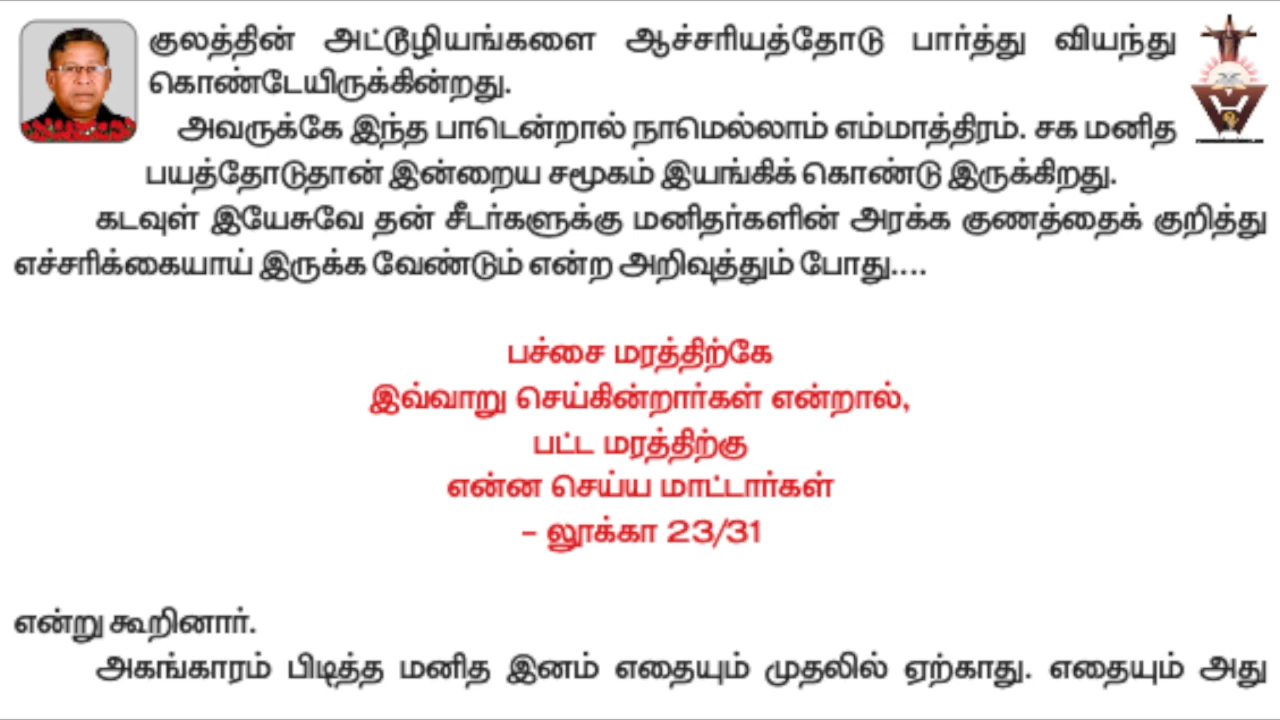 குலத்தின் அட்டூழியங்களை ஆச்சரியத்தோடு பார்த்து வியந்து
கொண்டேயிருக்கின்றது.
அவருக்கே இந்த பாடென்றால் நாமெல்லாம் எம்மாத்திரம். சக மனித
பயத்தோடுதான் இன்றைய சமூகம் இயங்கிக் கொண்டு இருக்கிறது.
கடவுள் இயேசுவே தன் சீடர்களுக்கு மனிதர்களின் அரக்க குணத்தைக் குறித்து
எச்சரிக்கையாய் இருக்க வேண்டும் என்ற அறிவுத்தும் போது....
பச்சை மரத்திற்கே
இவ்வாறு செய்கின்றார்கள் என்றால்,
பட்ட மரத்திற்கு
என்ன செய்ய மாட்டார்கள்
– லூக்கா 23/31
என்று கூறினார்.
அகங்காரம் பிடித்த மனித இனம் எதையும் முதலில் ஏற்காது. எதையும் அது